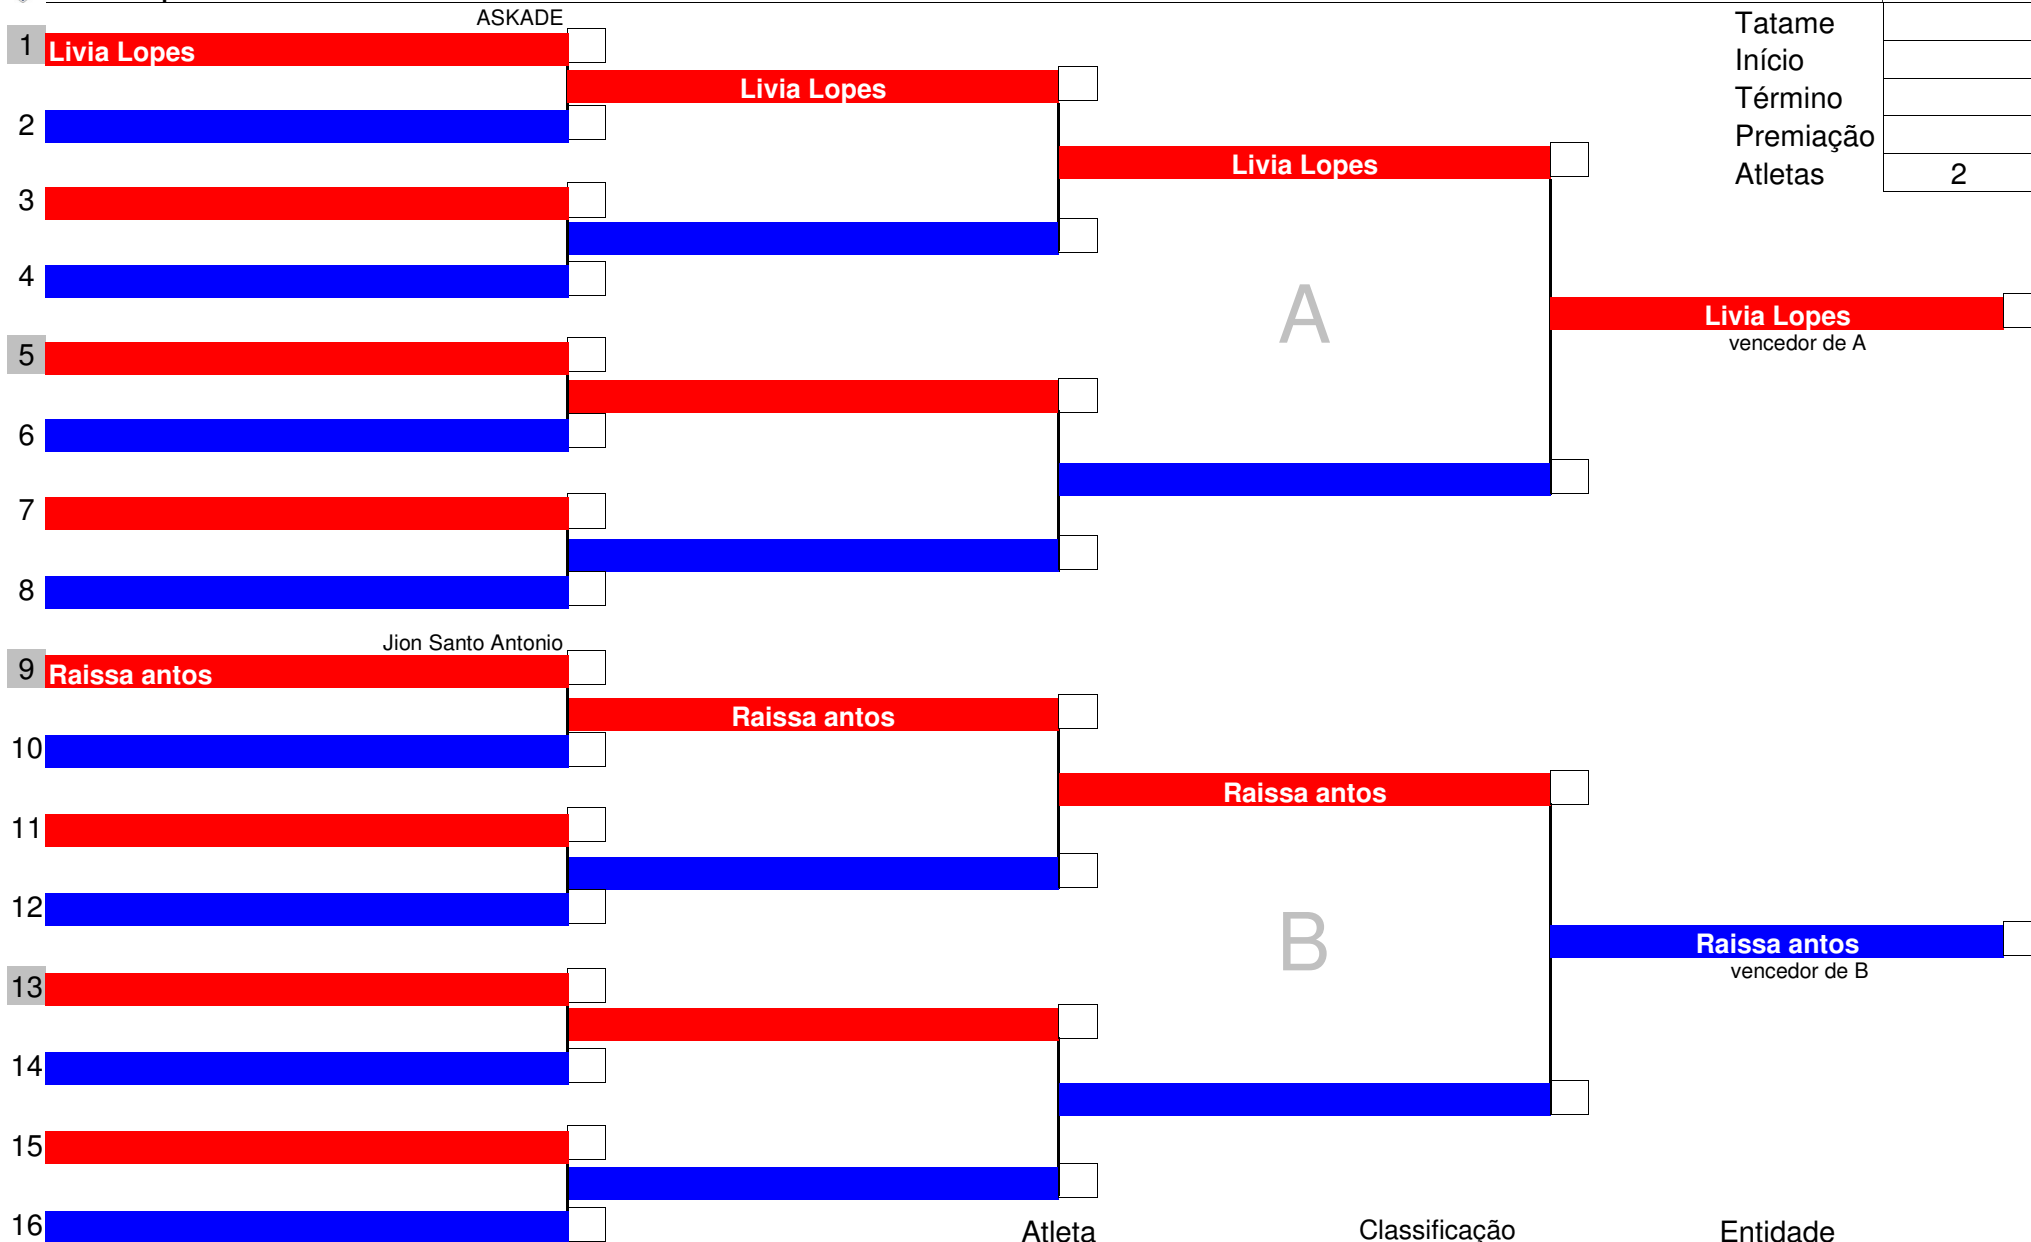 ASKADE
Tatame
1 Livia Lopes
Início
Livia Lopes
Término
2
Premiação
Livia Lopes
Atletas 2
3
4
A
Livia Lopes
vencedor de A
5
6
7
8
Jion Santo Antonio
9 Raissa antos
Raissa antos
10
Raissa antos
11
12
B
Raissa antos
vencedor de B
13
14
15
16
Atleta Classificação Entidade